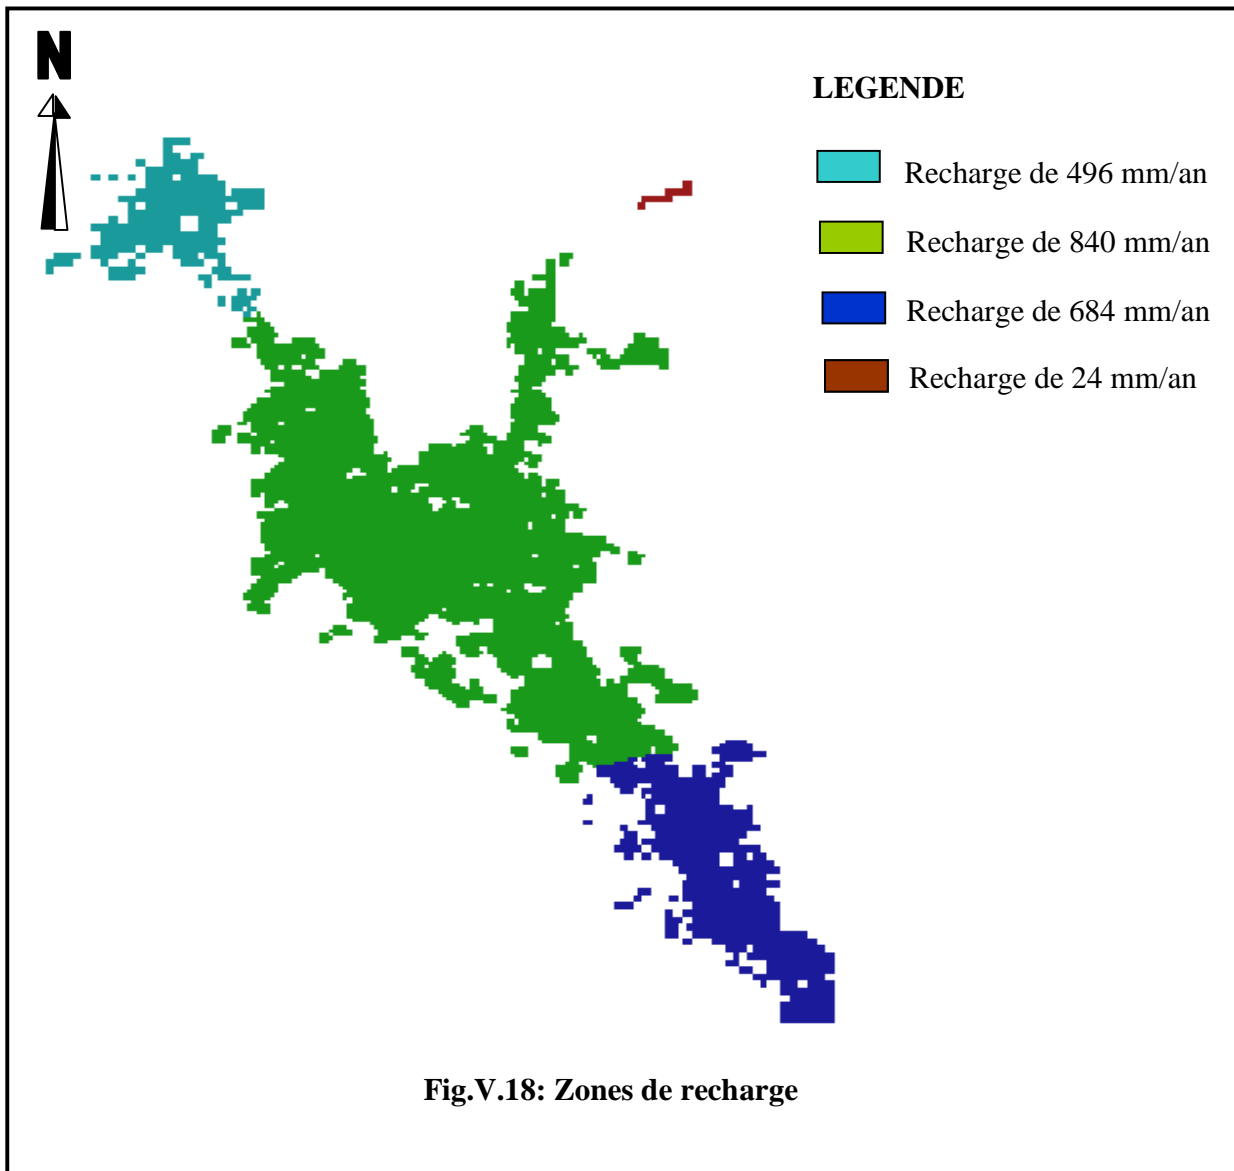 N
LEGENDE
Recharge de 496 mm/an
Recharge de 840 mm/an
Recharge de 684 mm/an
Recharge de 24 mm/an
Fig.V.18: Zones de recharge